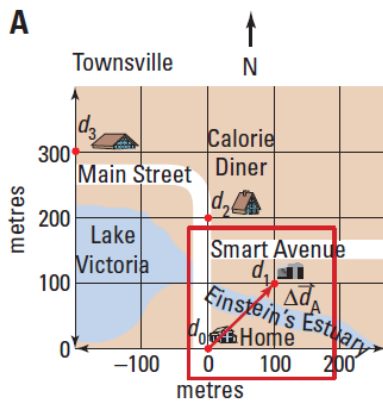 A
Townsville
N
d₃
300
Calorie
Diner
Main Street
d₂
200
metres
Lake
Victoria
Smart Avenue
d₁
100
Δd⃗A
Einstein's Estuary
d₀
Home
0
–100
0
100
200
metres